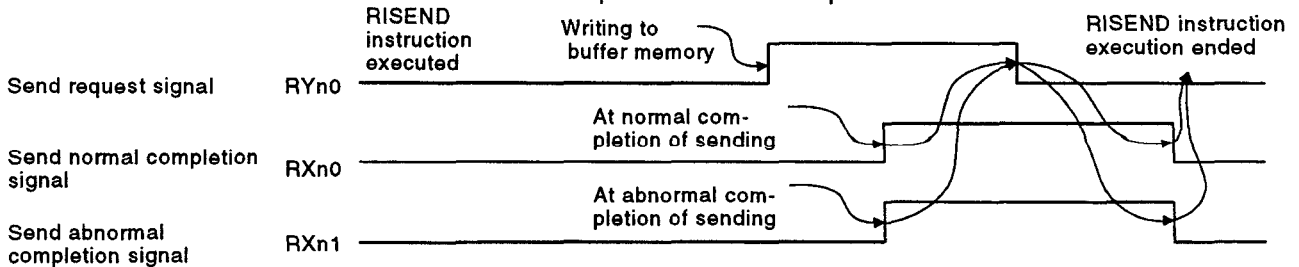 RISEND
instruction
executed
Writing to
buffer memory
RISEND instruction
execution ended
Send request signal RYn0
At normal com-
pletion of sending
Send normal completion
signal
RXn0
At abnormal com-
pletion of sending
Send abnormal
completion signal
RXn1